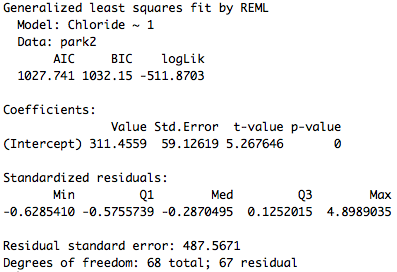 Generalized least squares fit by REML
Model: Chloride ~ 1
Data: park2
AIC BIC logLik
1027.741 1032.15 -511.8703
Coefficients:
Value Std.Error t-value p-value
(Intercept) 311.4559 59.12619 5.267646 0
Standardized residuals:
Min Q1 Med Q3 Max
-0.6285410 -0.5755739 -0.2870495 0.1252015 4.8989035
Residual standard error: 487.5671
Degrees of freedom: 68 total; 67 residual